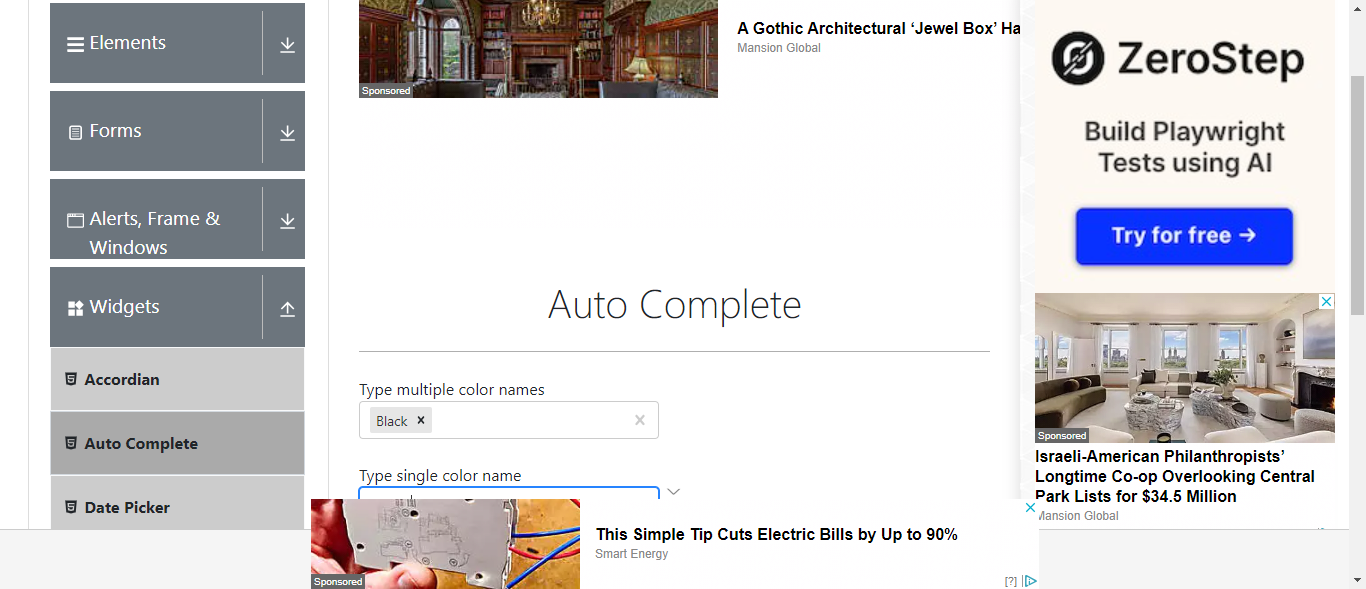 Elements
Forms
Alerts, Frame &
Windows
Widgets
Accordian
Auto Complete
Date Picker
Sponsored
A Gothic Architectural ‘Jewel Box’ Ha
Mansion Global
Auto Complete
Type multiple color names
Black ×
Type single color name
Sponsored
This Simple Tip Cuts Electric Bills by Up to 90%
Smart Energy
[?]
ZeroStep
Build Playwright
Tests using AI
Try for free →
Sponsored
Israeli-American Philanthropists’
Longtime Co-op Overlooking Central
Park Lists for $34.5 Million
Mansion Global